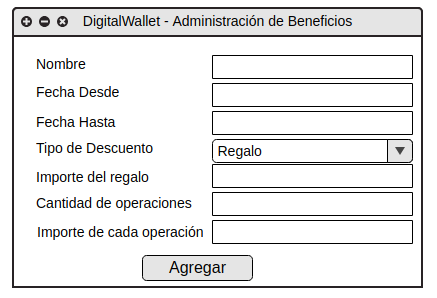 DigitalWallet - Administración de Beneficios
Nombre
Fecha Desde
Fecha Hasta
Tipo de Descuento Regalo
Importe del regalo
Cantidad de operaciones
Importe de cada operación
Agregar